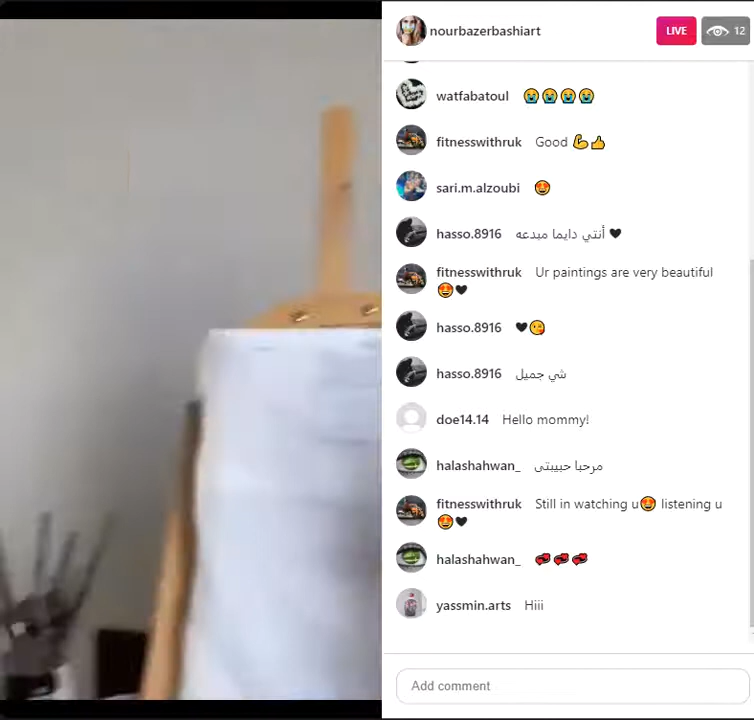 nourbazerbashiart LIVE 12
watfabatoul 😭😭😭😭
fitnesswithruk Good 💪👍
sari.m.alzoubi 🤩
hasso.8916 أنتي دايما مبدعه 🖤
fitnesswithruk Ur paintings are very beautiful
🤩🖤
hasso.8916 🖤😘
hasso.8916 شي جميل
doe14.14 Hello mommy!
halashahwan_ مرحبا حبيبتى
fitnesswithruk Still in watching u🤩 listening u
🤩🖤
halashahwan_ 💞💞💞
yassmin.arts Hiii
Add comment